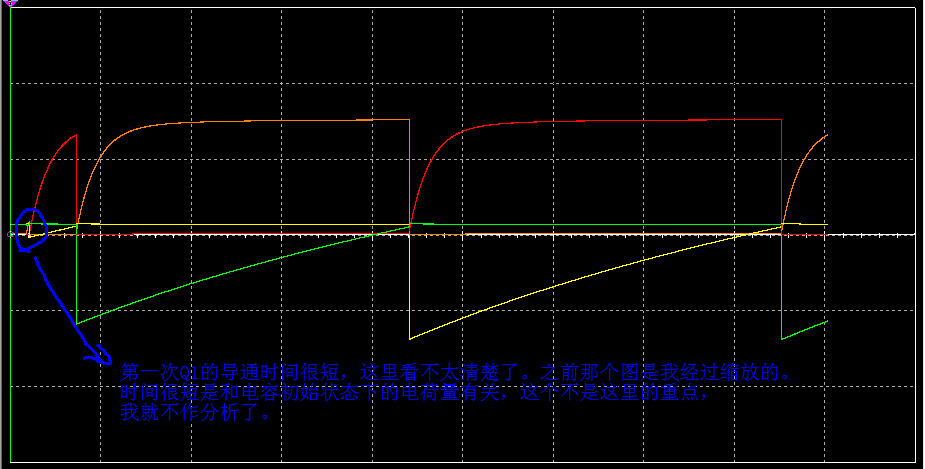 第一次Q1的导通时间很短，这里看不太清楚了。之前那个图是我经过缩放的。
时间很短是和电容初始状态下的电荷量有关，这个不是这里的重点，
我就不作分析了。